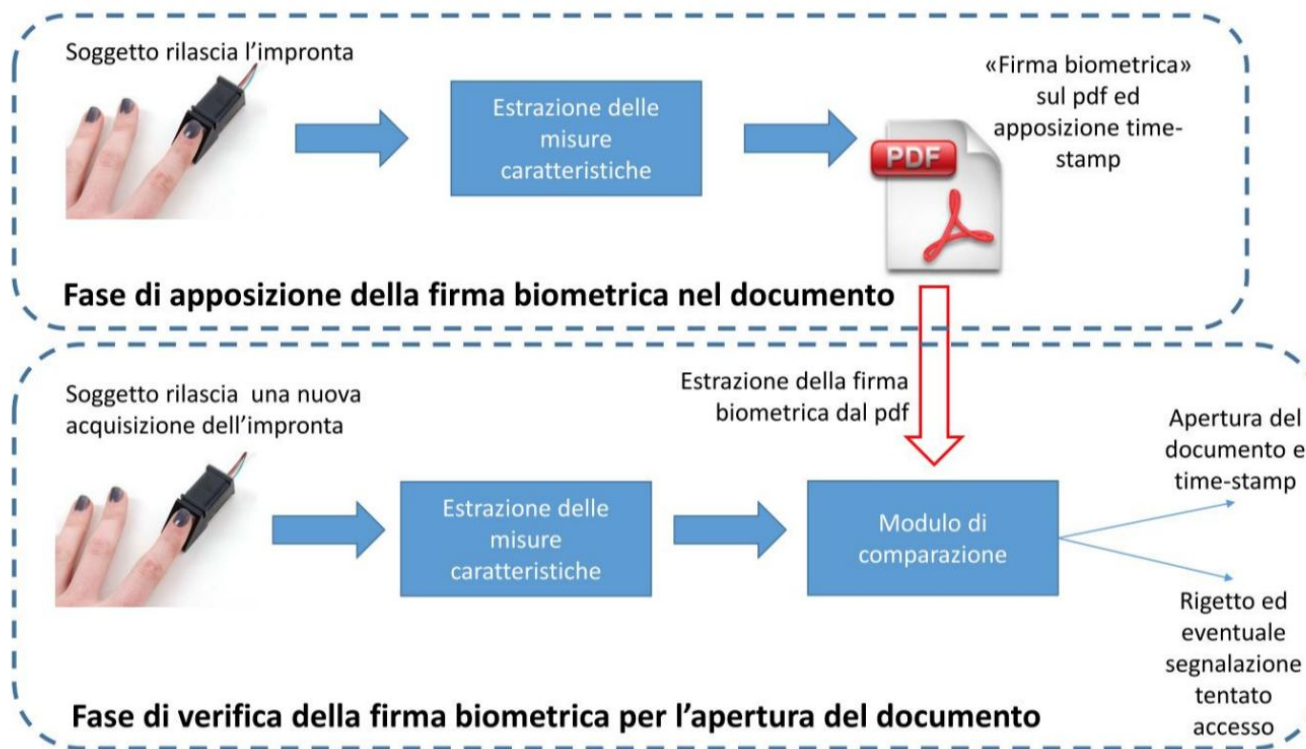 Soggetto rilascia l’impronta
Estrazione delle
misure
caratteristiche
«Firma biometrica»
sul pdf ed
apposizione time-
stamp
PDF
Fase di apposizione della firma biometrica nel documento
Soggetto rilascia  una nuova
acquisizione dell’impronta
Estrazione delle
misure
caratteristiche
Estrazione della firma
biometrica dal pdf
Modulo di
comparazione
Apertura del
documento e
time-stamp
Rigetto ed
eventuale
segnalazione
tentato
accesso
Fase di verifica della firma biometrica per l’apertura del documento